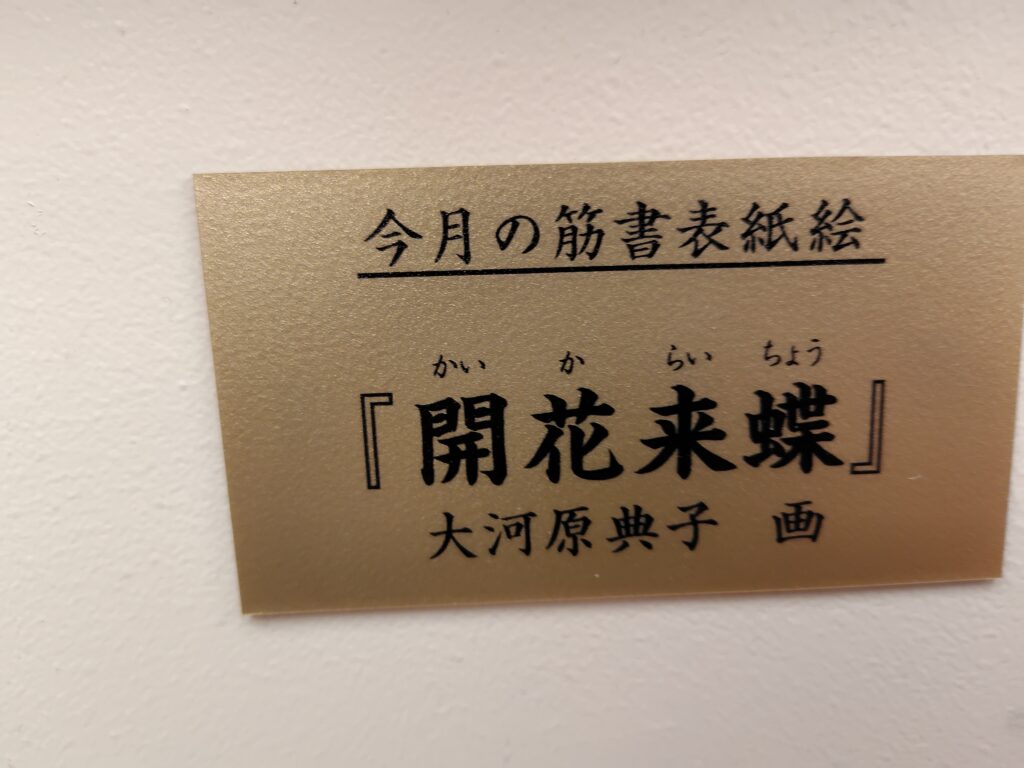 今月の筋書表紙絵
かい か らい ちょう
『開花来蝶』
大河原典子 画